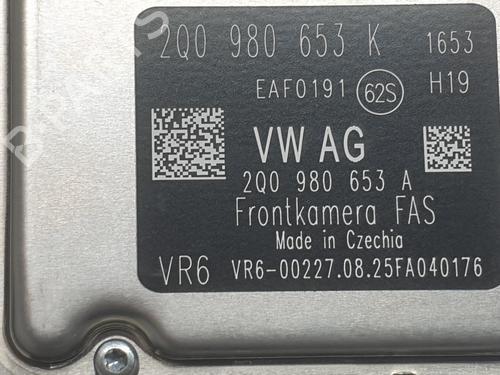 2Q0 980 653 K 1653
EAF0191 62S H19
VW AG
2Q0 980 653 A
Frontkamera FAS
Made in Czechia
VR6 VR6-00227.08.25FA040176